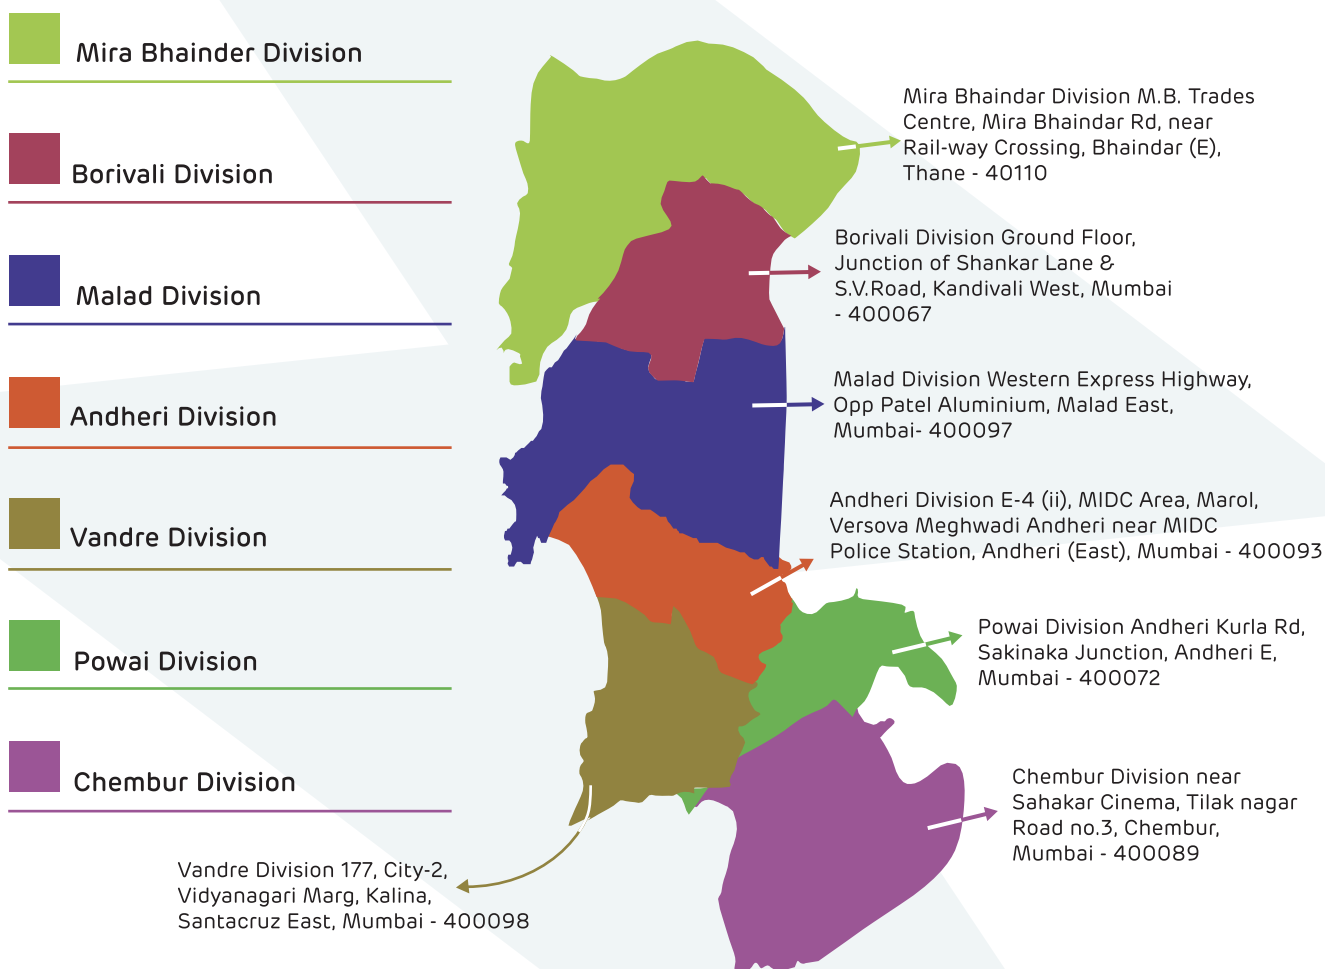 Mira Bhainder Division
Borivali Division
Malad Division
Andheri Division
Vandre Division
Powai Division
Chembur Division
Mira Bhaindar Division M.B. Trades
Centre, Mira Bhaindar Rd, near
Rail-way Crossing, Bhaindar (E),
Thane - 40110
Borivali Division Ground Floor,
Junction of Shankar Lane &
S.V.Road, Kandivali West, Mumbai
- 400067
Malad Division Western Express Highway,
Opp Patel Aluminium, Malad East,
Mumbai- 400097
Andheri Division E-4 (ii), MIDC Area, Marol,
Versova Meghwadi Andheri near MIDC
Police Station, Andheri (East), Mumbai - 400093
Powai Division Andheri Kurla Rd,
Sakinaka Junction, Andheri E,
Mumbai - 400072
Chembur Division near
Sahakar Cinema, Tilak nagar
Road no.3, Chembur,
Mumbai - 400089
Vandre Division 177, City-2,
Vidyanagari Marg, Kalina,
Santacruz East, Mumbai - 400098